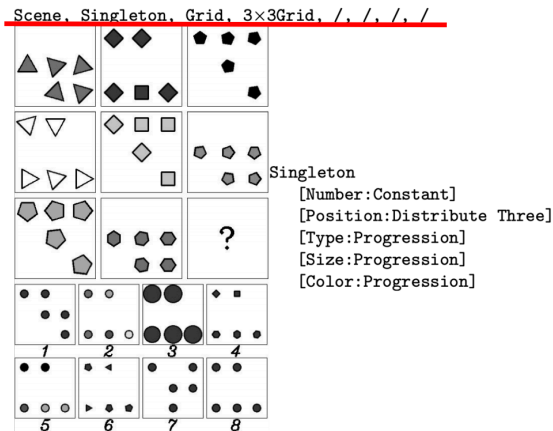 Scene, Singleton, Grid, 3×3Grid, /, /, /, /
Singleton
[Number:Constant]
[Position:Distribute Three]
[Type:Progression]
[Size:Progression]
[Color:Progression]
?
1 2 3 4
5 6 7 8